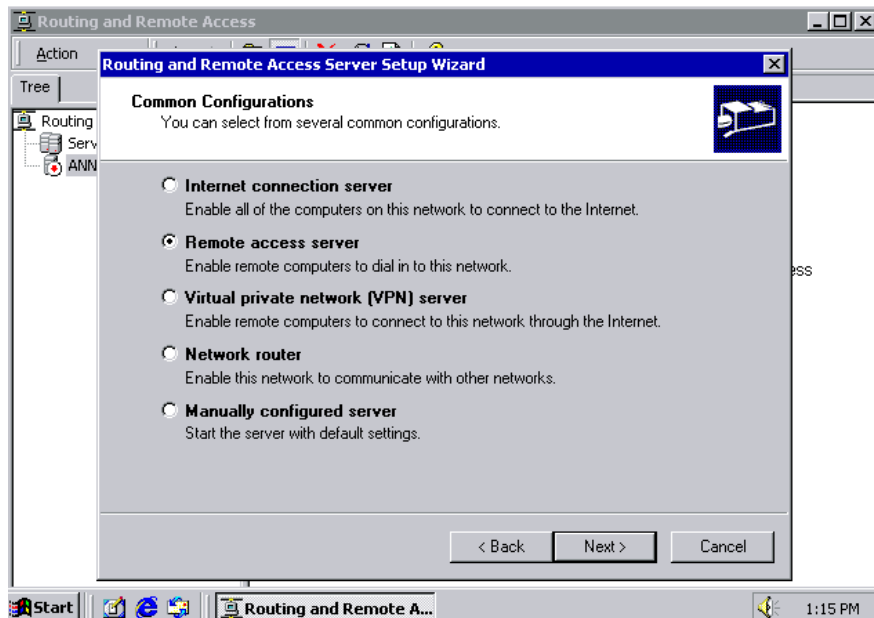 Routing and Remote Access
Action
Tree
Routing
Serv
ANN
Routing and Remote Access Server Setup Wizard
Common Configurations
You can select from several common configurations.
Internet connection server
Enable all of the computers on this network to connect to the Internet.
Remote access server
Enable remote computers to dial in to this network.
ess
Virtual private network (VPN) server
Enable remote computers to connect to this network through the Internet.
Network router
Enable this network to communicate with other networks.
Manually configured server
Start the server with default settings.
< Back Next > Cancel
Start Routing and Remote A... 1:15 PM